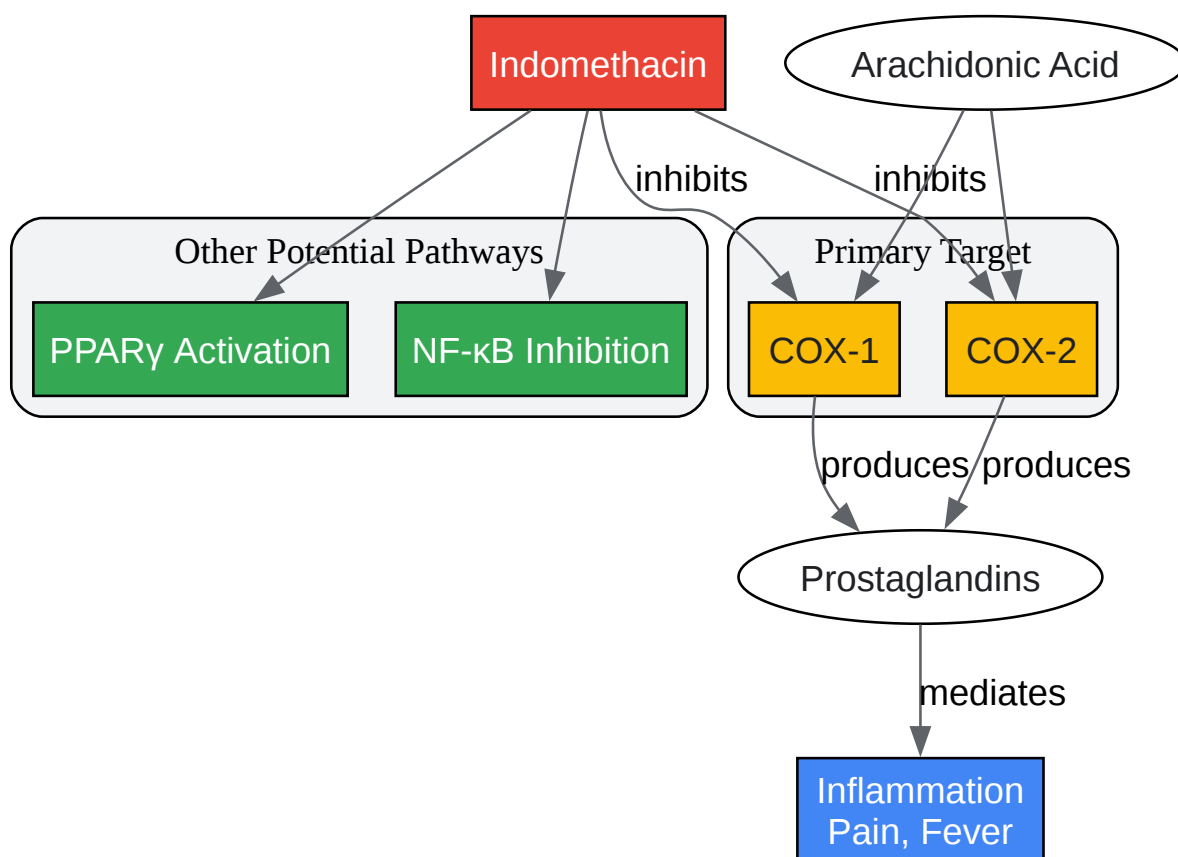 Indomethacin
Arachidonic Acid
inhibits
inhibits
Other Potential Pathways
Primary Target
PPARγ Activation
NF-κB Inhibition
COX-1
COX-2
produces
produces
Prostaglandins
mediates
Inflammation
Pain, Fever